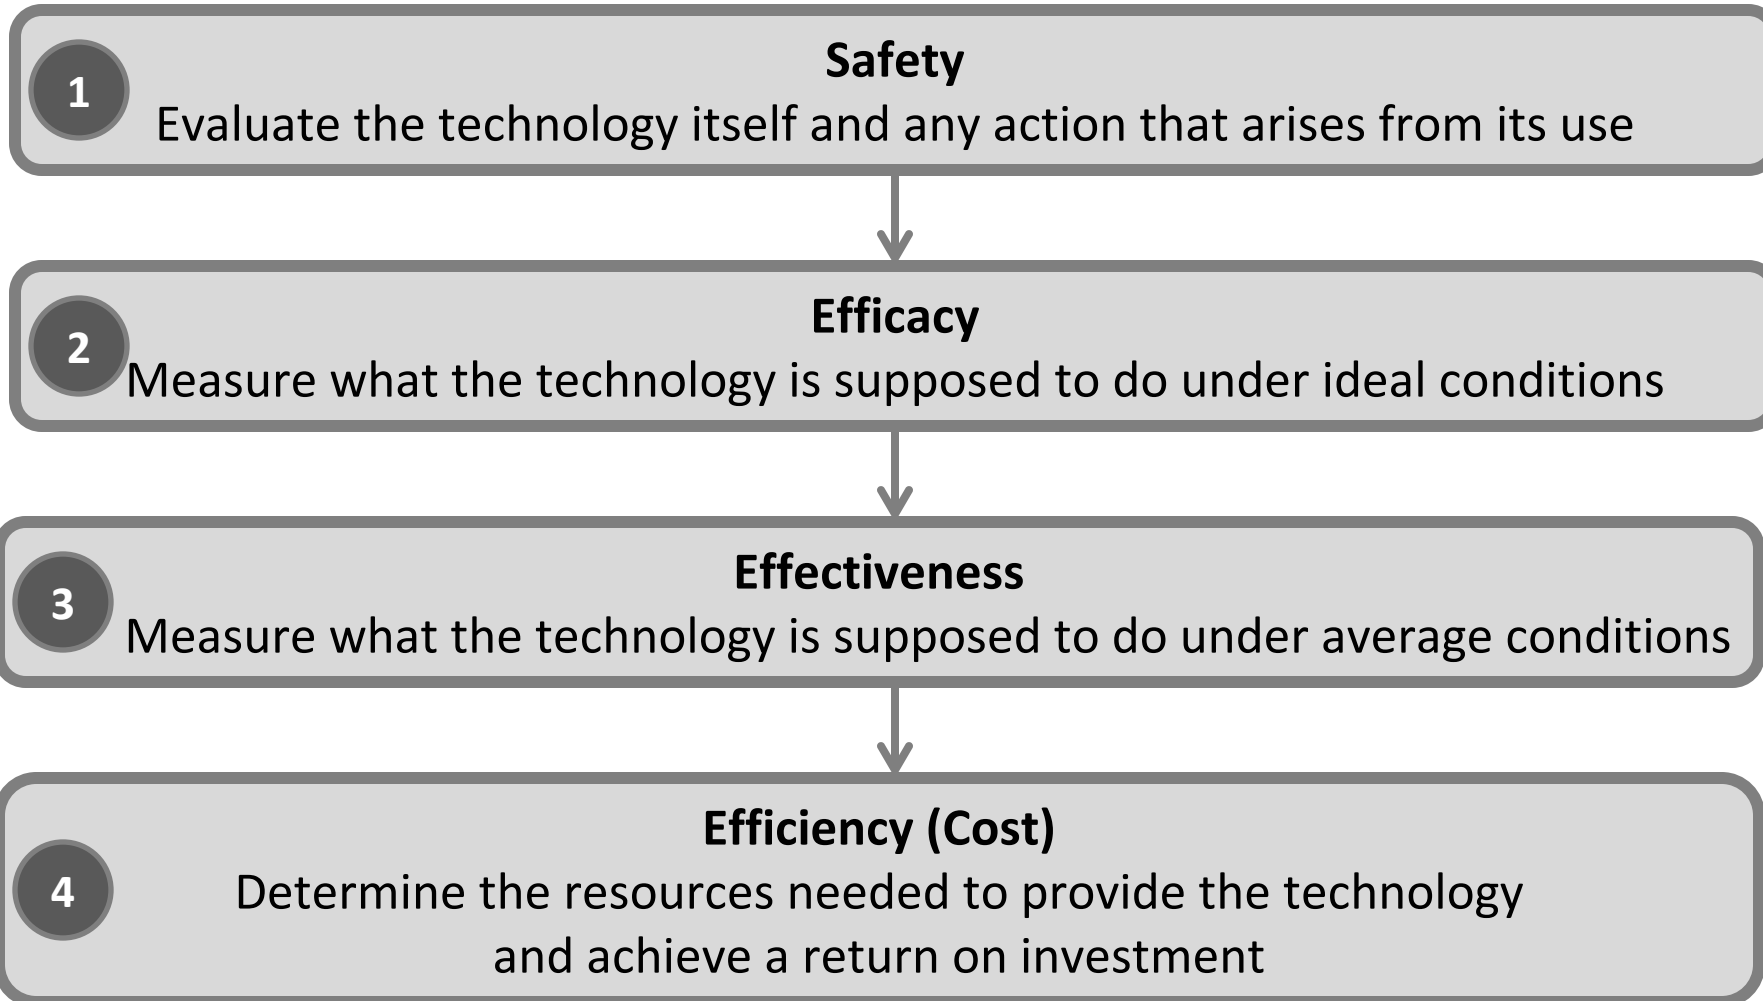 1
Safety
Evaluate the technology itself and any action that arises from its use
2
Efficacy
Measure what the technology is supposed to do under ideal conditions
3
Effectiveness
Measure what the technology is supposed to do under average conditions
4
Efficiency (Cost)
Determine the resources needed to provide the technology
and achieve a return on investment